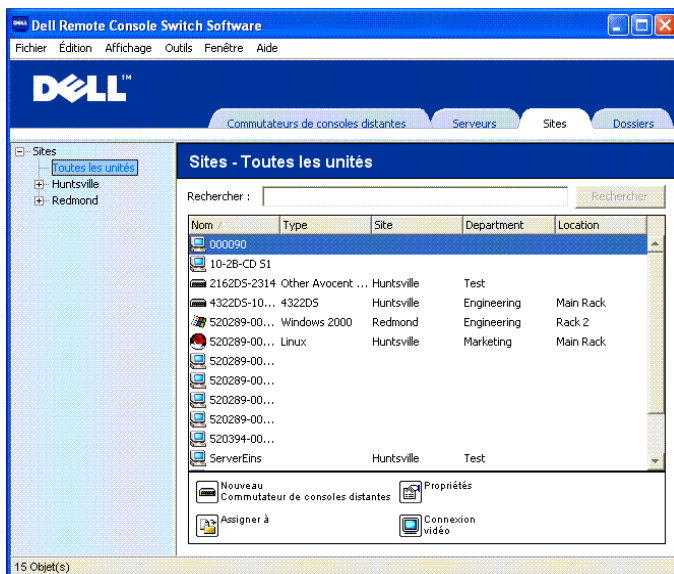 Dell Remote Console Switch Software
Fichier Édition Affichage Outils Fenêtre Aide
DELL™
Commutateurs de consoles distantes Serveurs Sites Dossiers
Sites
Toutes les unités
Huntsville
Redmond
Sites - Toutes les unités
Rechercher : Rechercher
Nom Type Site Department Location
000090
10-2B-CD S1
2162DS-2314 Other Avocent ... Huntsville Test
4322DS-10... 4322DS Huntsville Engineering Main Rack
520289-00... Windows 2000 Redmond Engineering Rack 2
520289-00... Linux Huntsville Marketing Main Rack
520289-00...
520289-00...
520289-00...
520289-00...
520394-00...
ServerEins Huntsville Test
Nouveau
Commutateur de consoles distantes
Propriétés
Assigner à
Connexion
vidéo
15 Objet(s)